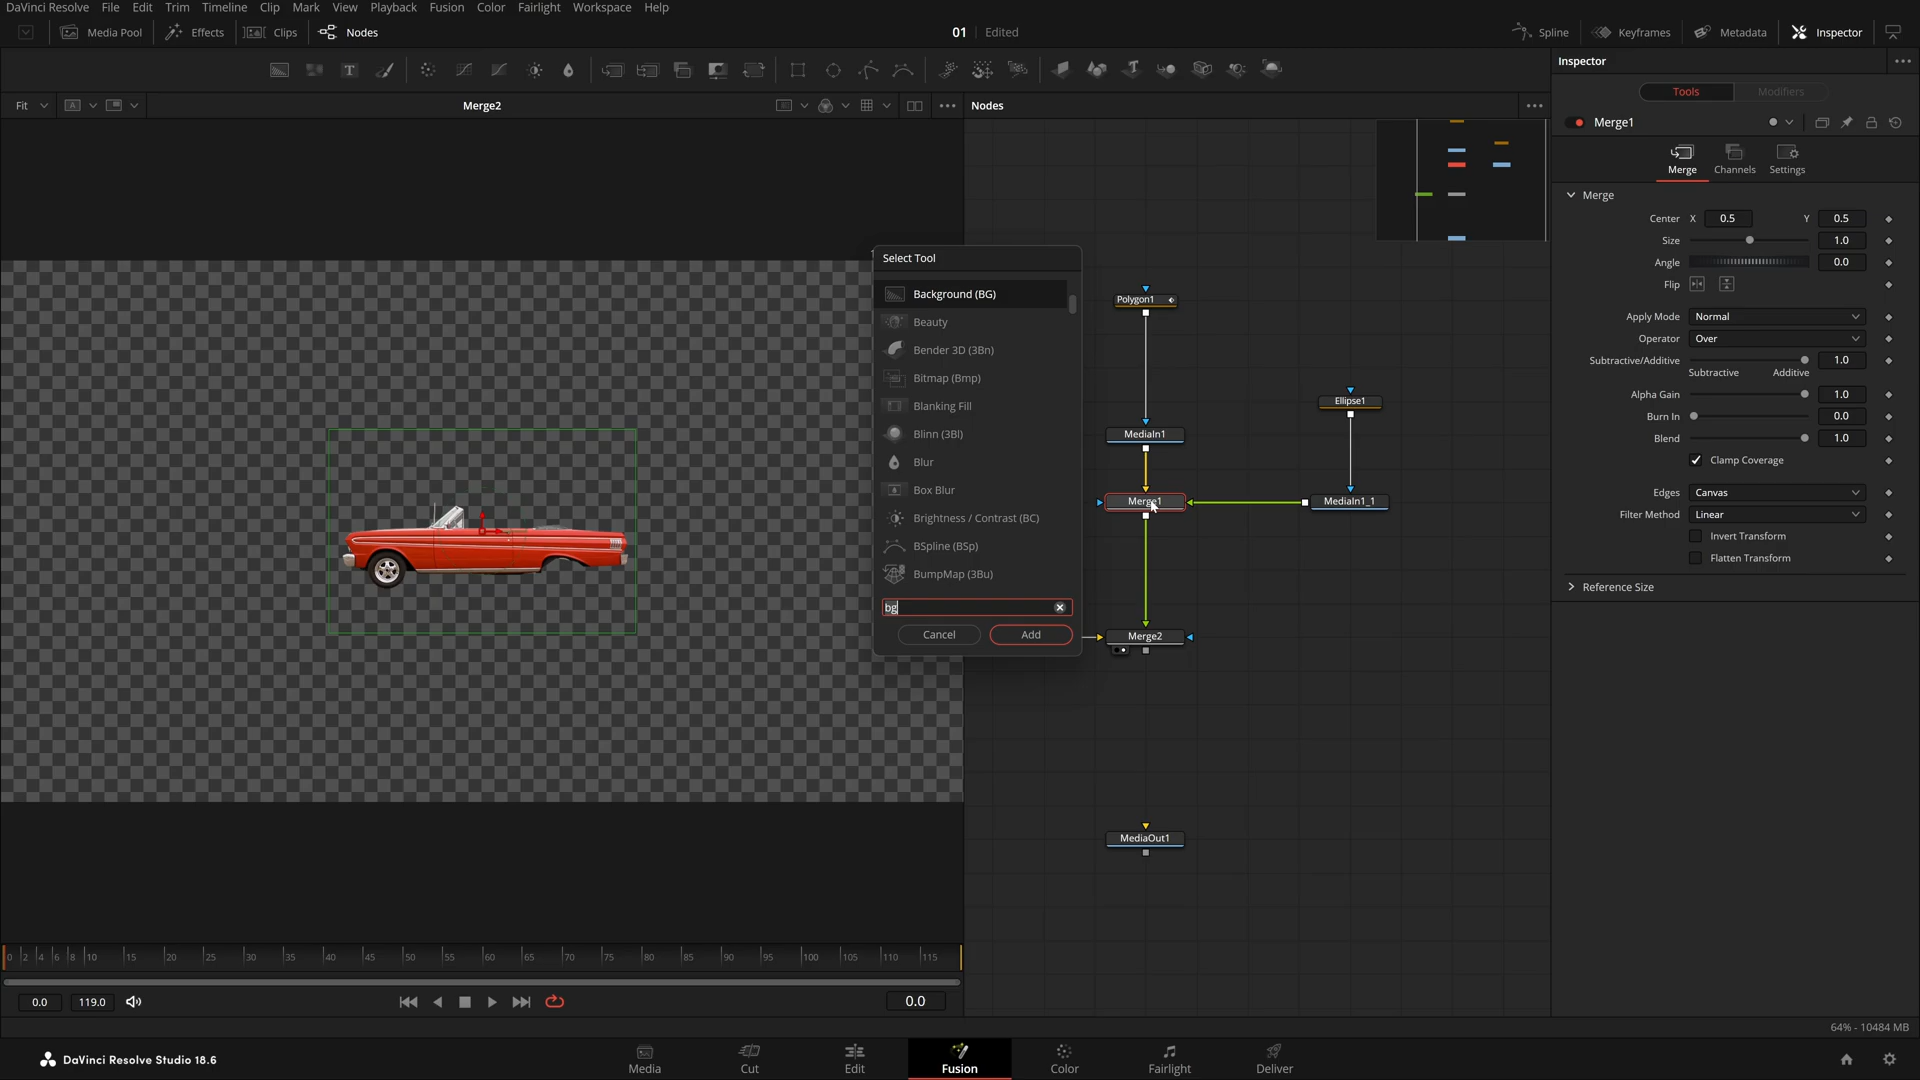 DaVinci Resolve File Edit Trim Timeline Clip Mark View Playback Fusion Color Fairlight Workspace Help
Media Pool Effects Clips Nodes 01 Edited Spline Keyframes Metadata Inspector
Inspector
Fit Merge2 Nodes
Tools Modifiers
Merge1
Merge Channels Settings
Merge
Center X 0.5 Y 0.5
Size 1.0
Angle 0.0
Flip
Apply Mode Normal
Operator Over
Subtractive/Additive 1.0
Subtractive Additive
Alpha Gain 1.0
Burn In 0.0
Blend 1.0
Clamp Coverage
Edges Canvas
Filter Method Linear
Invert Transform
Flatten Transform
Reference Size
Select Tool
Background (BG)
Beauty
Bender 3D (3Bn)
Bitmap (Bmp)
Blanking Fill
Blinn (3Bl)
Blur
Box Blur
Brightness / Contrast (BC)
BSpline (BSp)
BumpMap (3Bu)
bg
Cancel Add
Polygon1
Ellipse1
MediaIn1
Merge1
MediaIn1_1
Merge2
MediaOut1
0 2 4 6 8 10 15 20 25 30 35 40 45 50 55 60 65 70 75 80 85 90 95 100 105 110 115
0.0 119.0 0.0
64% - 10484 MB
DaVinci Resolve Studio 18.6
Media Cut Edit Fusion Color Fairlight Deliver